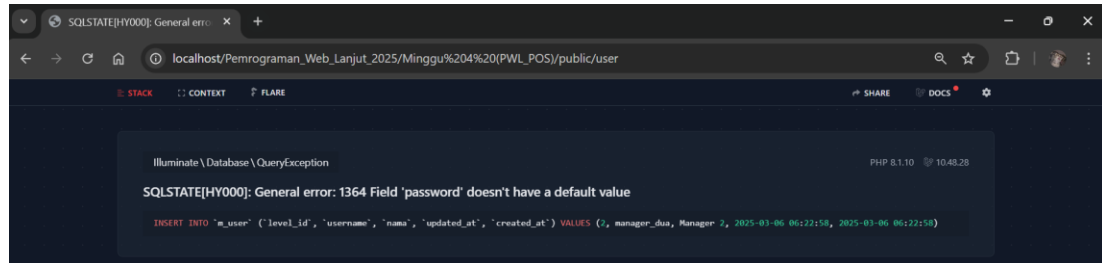 SQLSTATE[HY000]: General erro
localhost/Pemrograman_Web_Lanjut_2025/Minggu%204%20(PWL_POS)/public/user
STACK CONTEXT FLARE SHARE DOCS
Illuminate\Database\QueryException PHP 8.1.10 10.48.28
SQLSTATE[HY000]: General error: 1364 Field 'password' doesn't have a default value
INSERT INTO `m_user` (`level_id`, `username`, `nama`, `updated_at`, `created_at`) VALUES (2, manager_dua, Manager 2, 2025-03-06 06:22:58, 2025-03-06 06:22:58)